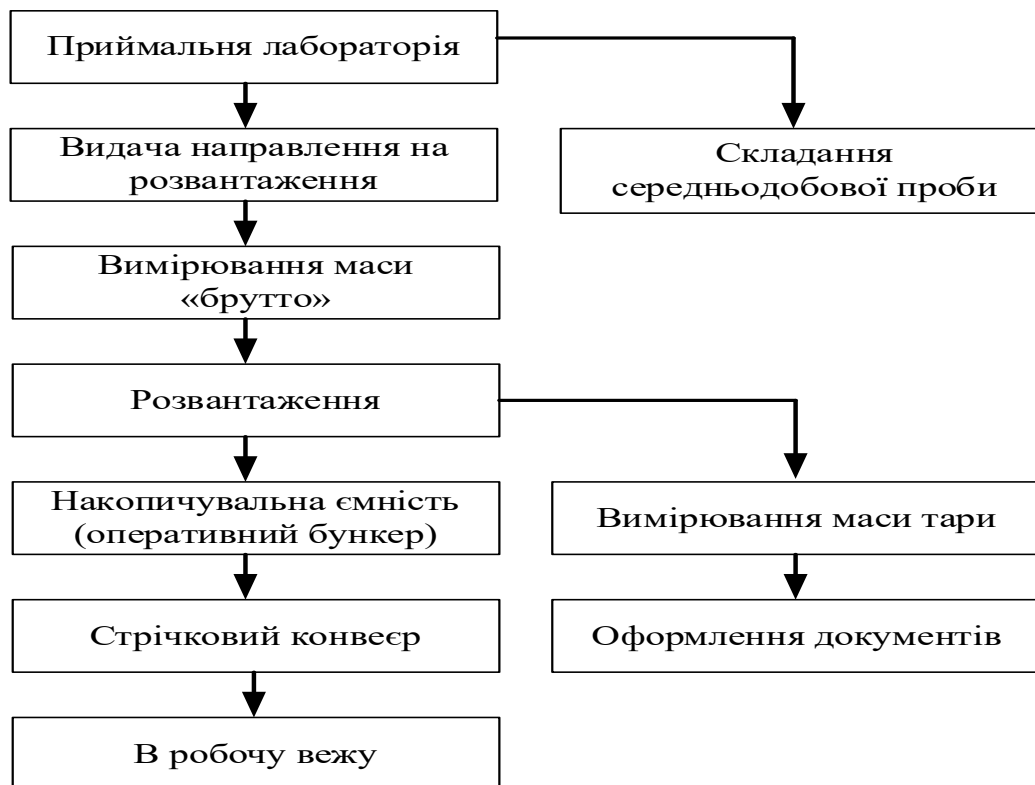 Приймальня лабораторія
Видача направлення на
розвантаження
Складання
середньодобової проби
Вимірювання маси
«брутто»
Розвантаження
Накопичувальна ємність
(оперативний бункер)
Вимірювання маси тари
Стрічковий конвеєр
Оформлення документів
В робочу вежу